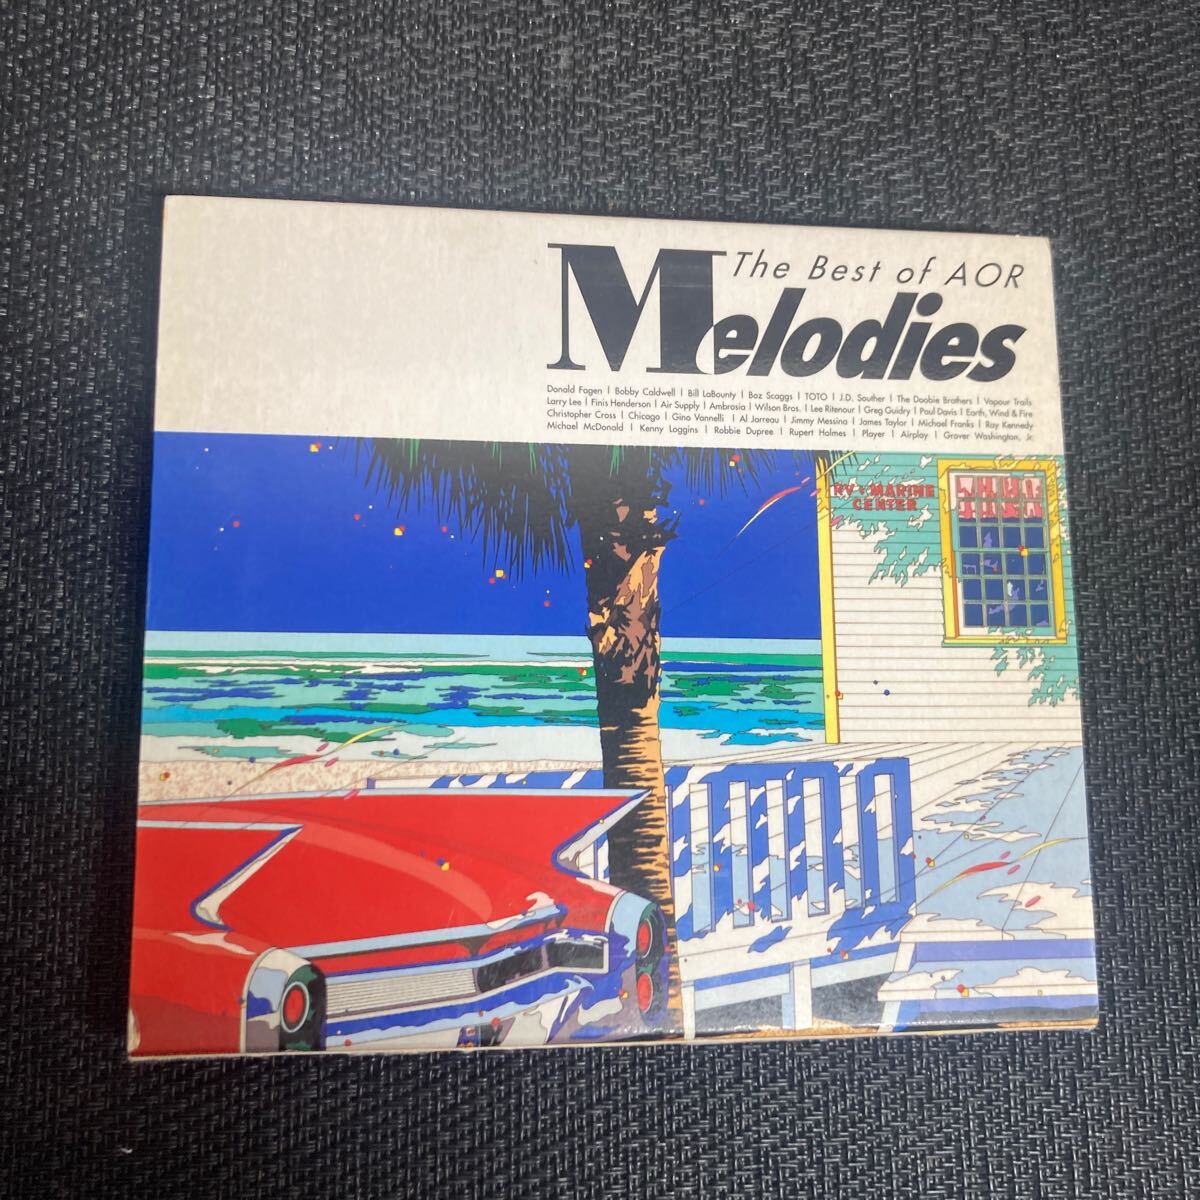 The Best of AOR
Melodies
Donald Fagen | Bobby Caldwell | Bill LaBounty | Boz Scaggs | TOTO | J.D. Souther | The Doobie Brothers | Vapour Trails
Larry Lee | Finis Henderson | Air Supply | Ambrosia | Wilson Bros. | Lee Ritenour | Greg Guidry | Paul Davis | Earth, Wind & Fire
Christopher Cross | Chicago | Gino Vannelli | Al Jarreau | Jimmy Messina | James Taylor | Michael Franks | Ray Kennedy
Michael McDonald | Kenny Loggins | Robbie Dupree | Rupert Holmes | Player | Airplay | Grover Washington, Jr.
RV • MARINE
CENTER